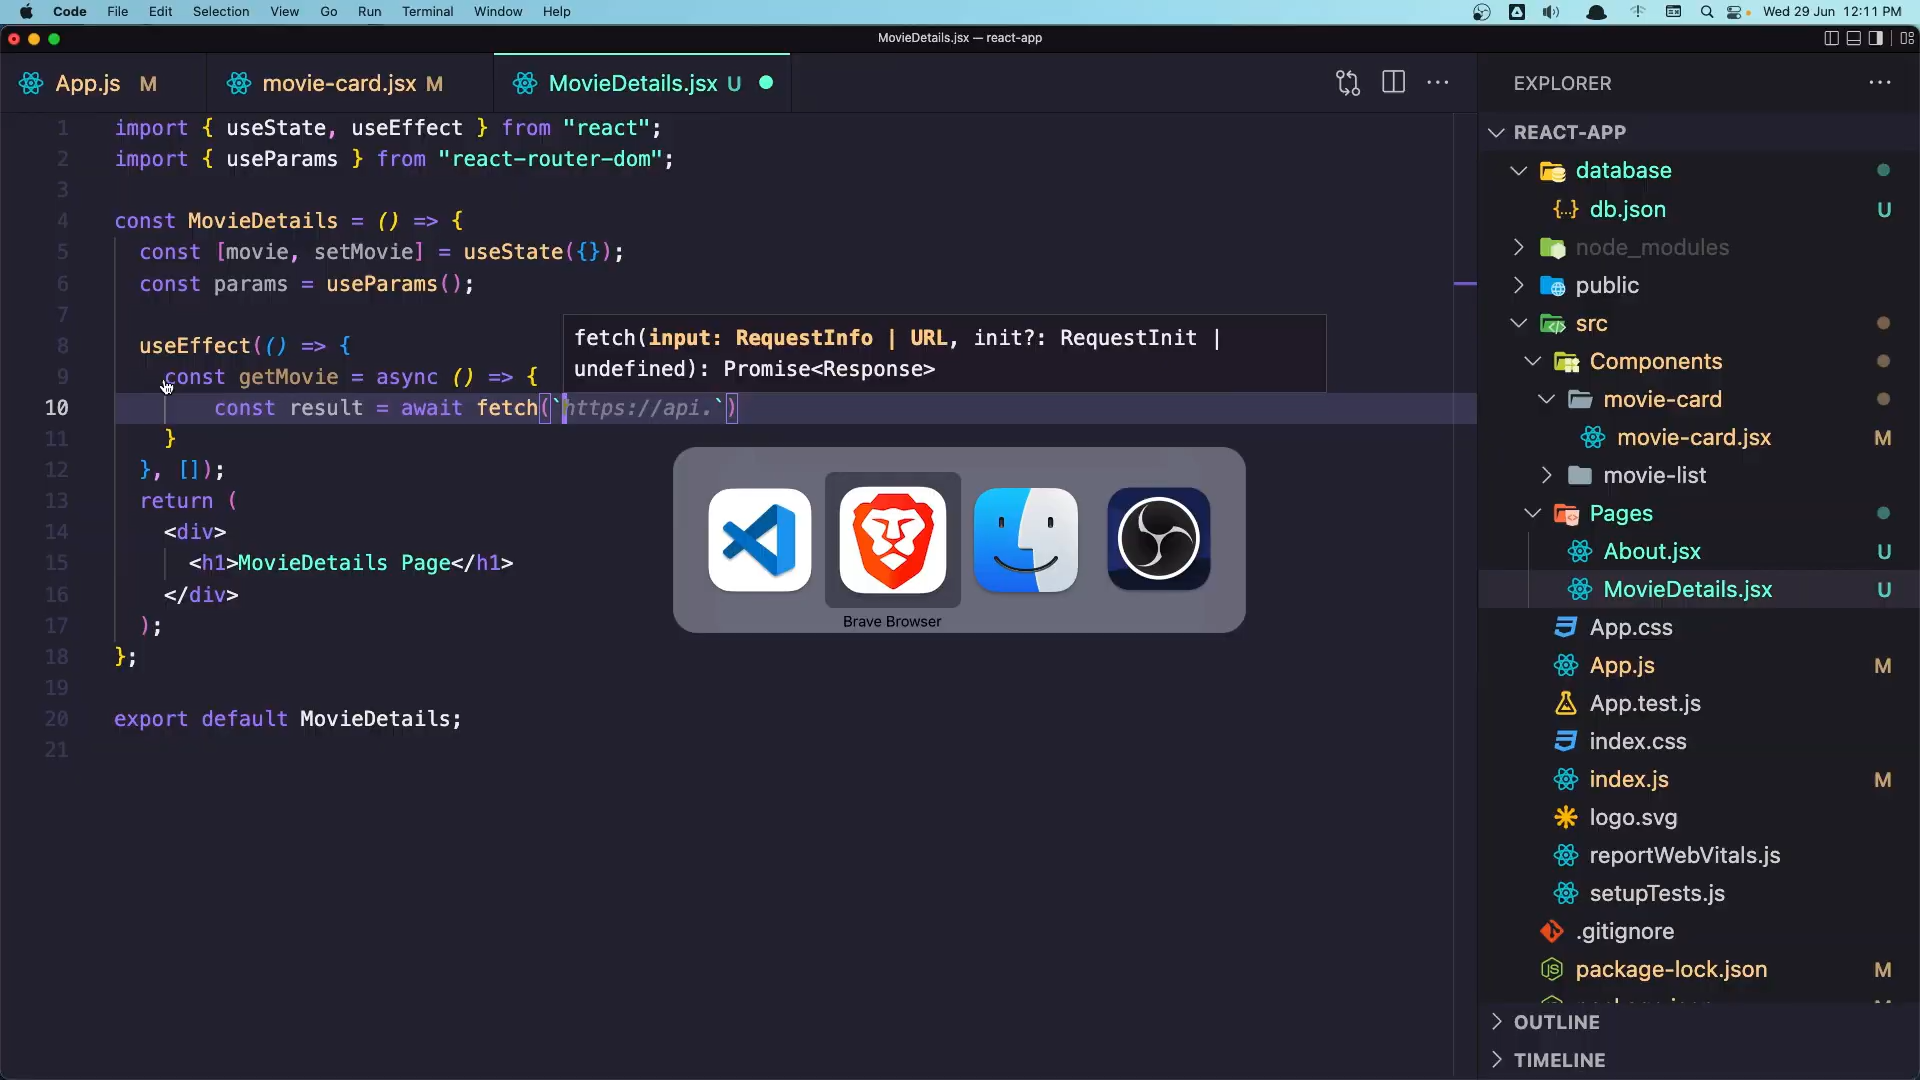 Code File Edit Selection View Go Run Terminal Window Help Wed 29 Jun 12:11 PM
MovieDetails.jsx — react-app
App.js M movie-card.jsx M MovieDetails.jsx U
1 import { useState, useEffect } from "react";
2 import { useParams } from "react-router-dom";
3
4 const MovieDetails = () => {
5 const [movie, setMovie] = useState({});
6 const params = useParams();
7
8 useEffect(() => {
fetch(input: RequestInfo | URL, init?: RequestInit |
undefined): Promise<Response>
9 const getMovie = async () => {
10 const result = await fetch(`https://api.`)
11 }
12 }, []);
13 return (
14 <div>
15 <h1>MovieDetails Page</h1>
16 </div>
17 );
18 };
19
20 export default MovieDetails;
21
Brave Browser
EXPLORER
REACT-APP
database
{..} db.json U
node_modules
public
src
Components
movie-card
movie-card.jsx M
movie-list
Pages
About.jsx U
MovieDetails.jsx U
App.css
App.js M
App.test.js
index.css
index.js M
logo.svg
reportWebVitals.js
setupTests.js
.gitignore
package-lock.json M
OUTLINE
TIMELINE